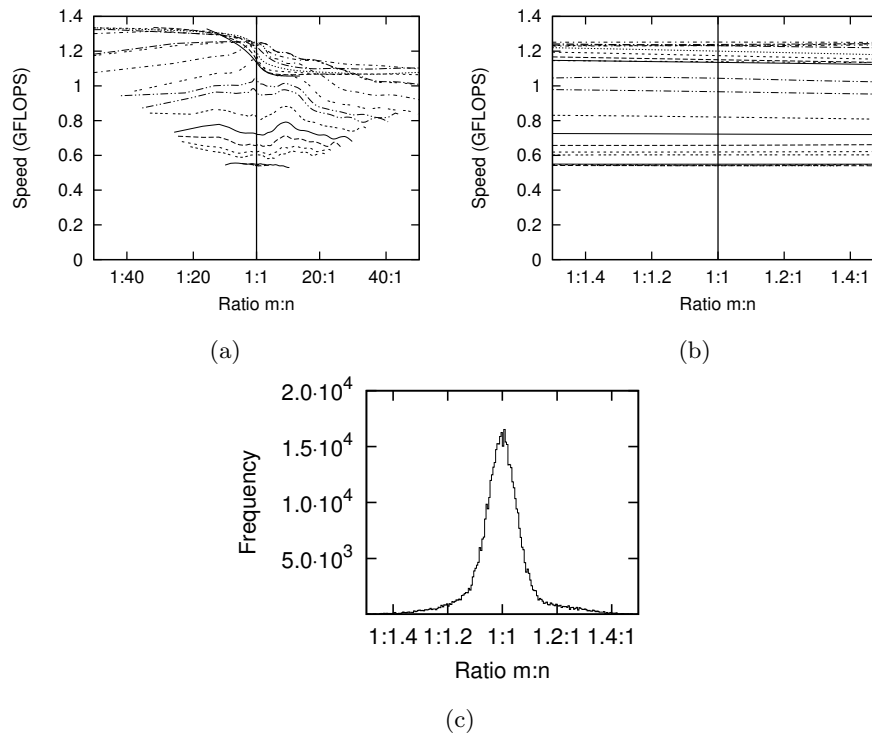 1.4
1.2
1
0.8
0.6
0.4
0.2
0
Speed (GFLOPS)
1:40 1:20 1:1 20:1 40:1
Ratio m:n
(a)
1.4
1.2
1
0.8
0.6
0.4
0.2
0
Speed (GFLOPS)
1:1.4 1:1.2 1:1 1.2:1 1.4:1
Ratio m:n
(b)
2.0·10^4
1.5·10^4
1.0·10^4
5.0·10^3
Frequency
1:1.4 1:1.2 1:1 1.2:1 1.4:1
Ratio m:n
(c)